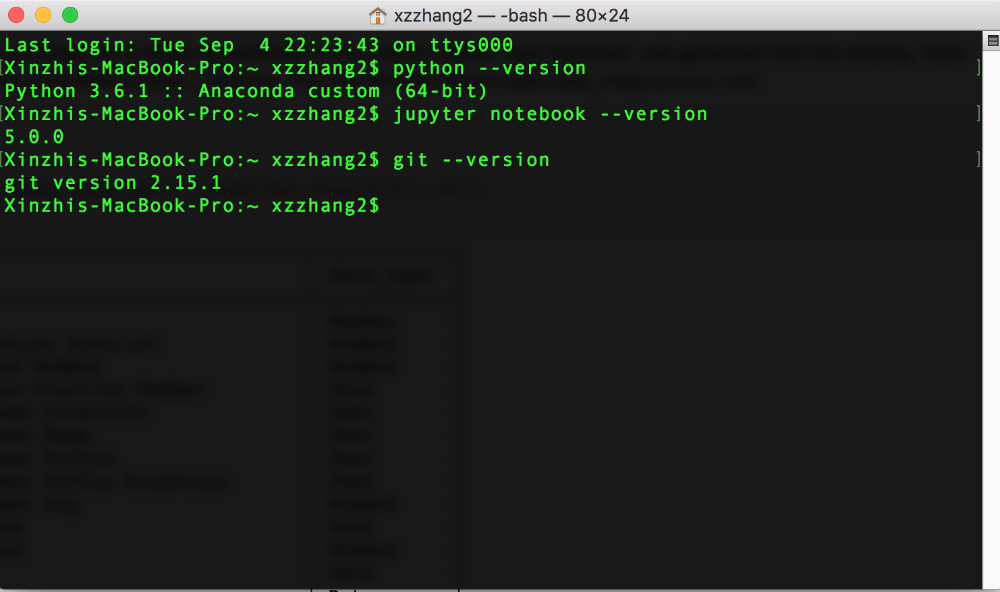 xzzhang2 — -bash — 80×24
Last login: Tue Sep  4 22:23:43 on ttys000
[Xinzhis-MacBook-Pro:~ xzzhang2$ python --version ]
Python 3.6.1 :: Anaconda custom (64-bit)
[Xinzhis-MacBook-Pro:~ xzzhang2$ jupyter notebook --version ]
5.0.0
[Xinzhis-MacBook-Pro:~ xzzhang2$ git --version ]
git version 2.15.1
Xinzhis-MacBook-Pro:~ xzzhang2$